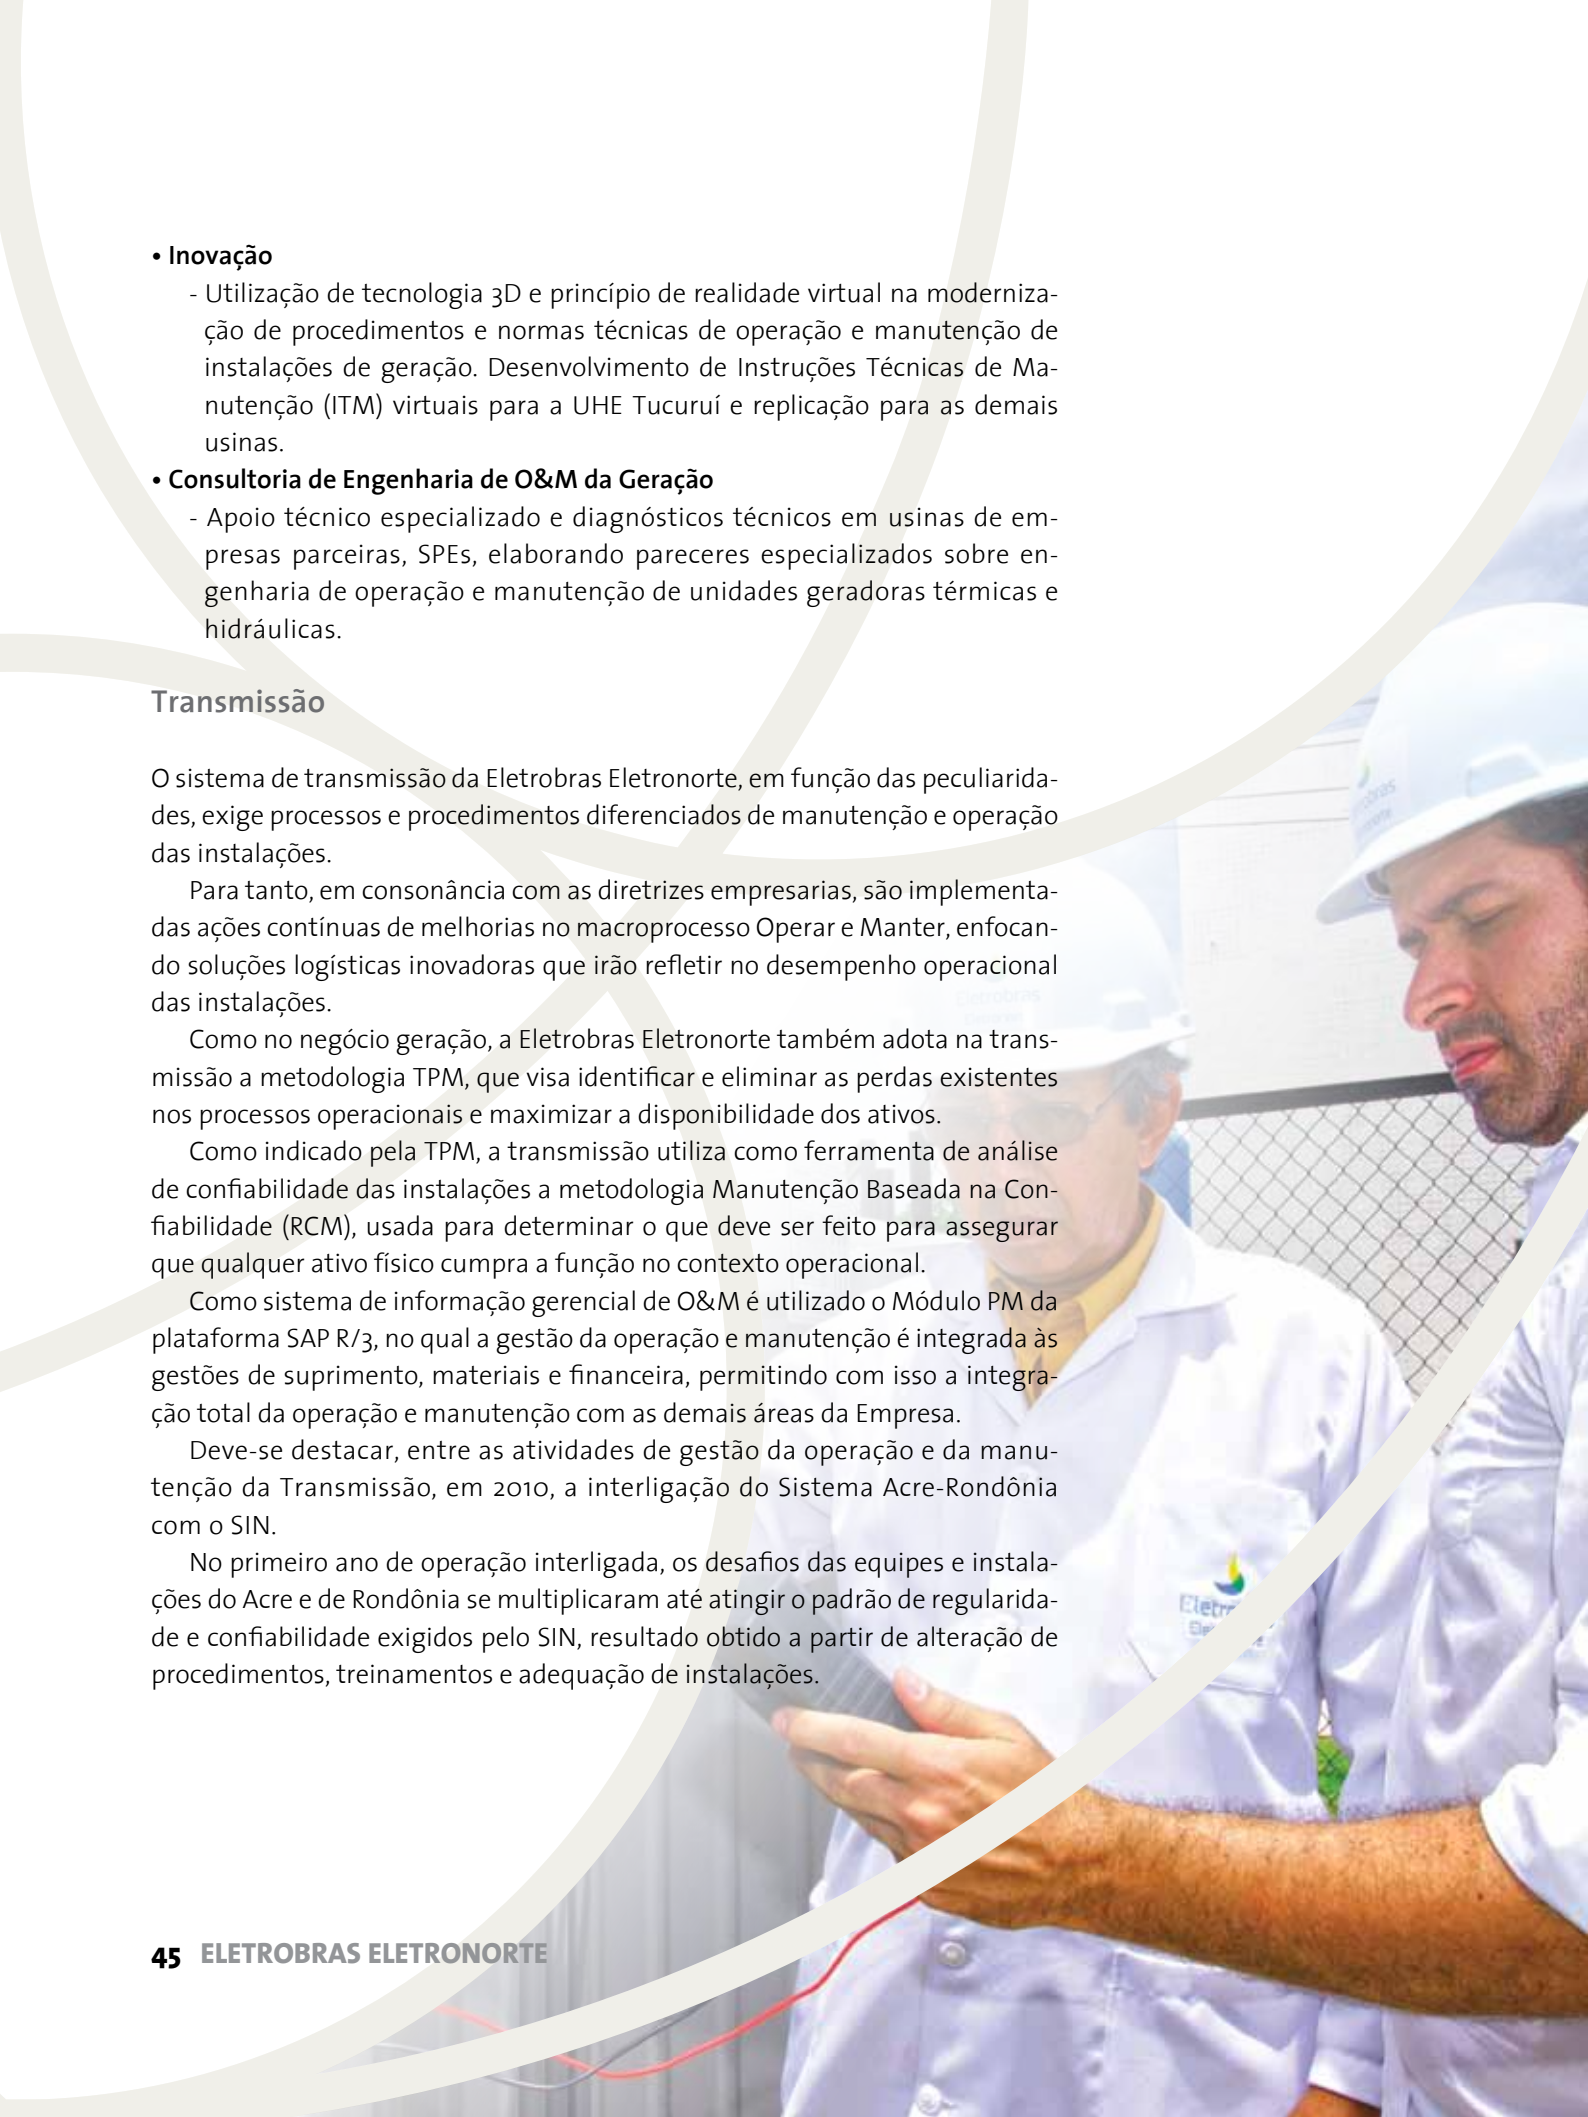 • Inovação
- Utilização de tecnologia 3D e princípio de realidade virtual na moderniza-
ção de procedimentos e normas técnicas de operação e manutenção de
instalações de geração. Desenvolvimento de Instruções Técnicas de Ma-
nutenção (ITM) virtuais para a UHE Tucuruí e replicação para as demais
usinas.
• Consultoria de Engenharia de O&M da Geração
- Apoio técnico especializado e diagnósticos técnicos em usinas de em-
presas parceiras, SPEs, elaborando pareceres especializados sobre en-
genharia de operação e manutenção de unidades geradoras térmicas e
hidráulicas.
Transmissão
O sistema de transmissão da Eletrobras Eletronorte, em função das peculiarida-
des, exige processos e procedimentos diferenciados de manutenção e operação
das instalações.
Para tanto, em consonância com as diretrizes empresarias, são implementa-
das ações contínuas de melhorias no macroprocesso Operar e Manter, enfocan-
do soluções logísticas inovadoras que irão refletir no desempenho operacional
das instalações.
Como no negócio geração, a Eletrobras Eletronorte também adota na trans-
missão a metodologia TPM, que visa identificar e eliminar as perdas existentes
nos processos operacionais e maximizar a disponibilidade dos ativos.
Como indicado pela TPM, a transmissão utiliza como ferramenta de análise
de confiabilidade das instalações a metodologia Manutenção Baseada na Con-
fiabilidade (RCM), usada para determinar o que deve ser feito para assegurar
que qualquer ativo físico cumpra a função no contexto operacional.
Como sistema de informação gerencial de O&M é utilizado o Módulo PM da
plataforma SAP R/3, no qual a gestão da operação e manutenção é integrada às
gestões de suprimento, materiais e financeira, permitindo com isso a integra-
ção total da operação e manutenção com as demais áreas da Empresa.
Deve-se destacar, entre as atividades de gestão da operação e da manu-
tenção da Transmissão, em 2010, a interligação do Sistema Acre-Rondônia
com o SIN.
No primeiro ano de operação interligada, os desafios das equipes e instala-
ções do Acre e de Rondônia se multiplicaram até atingir o padrão de regularida-
de e confiabilidade exigidos pelo SIN, resultado obtido a partir de alteração de
procedimentos, treinamentos e adequação de instalações.
45 ELETROBRAS ELETRONORTE